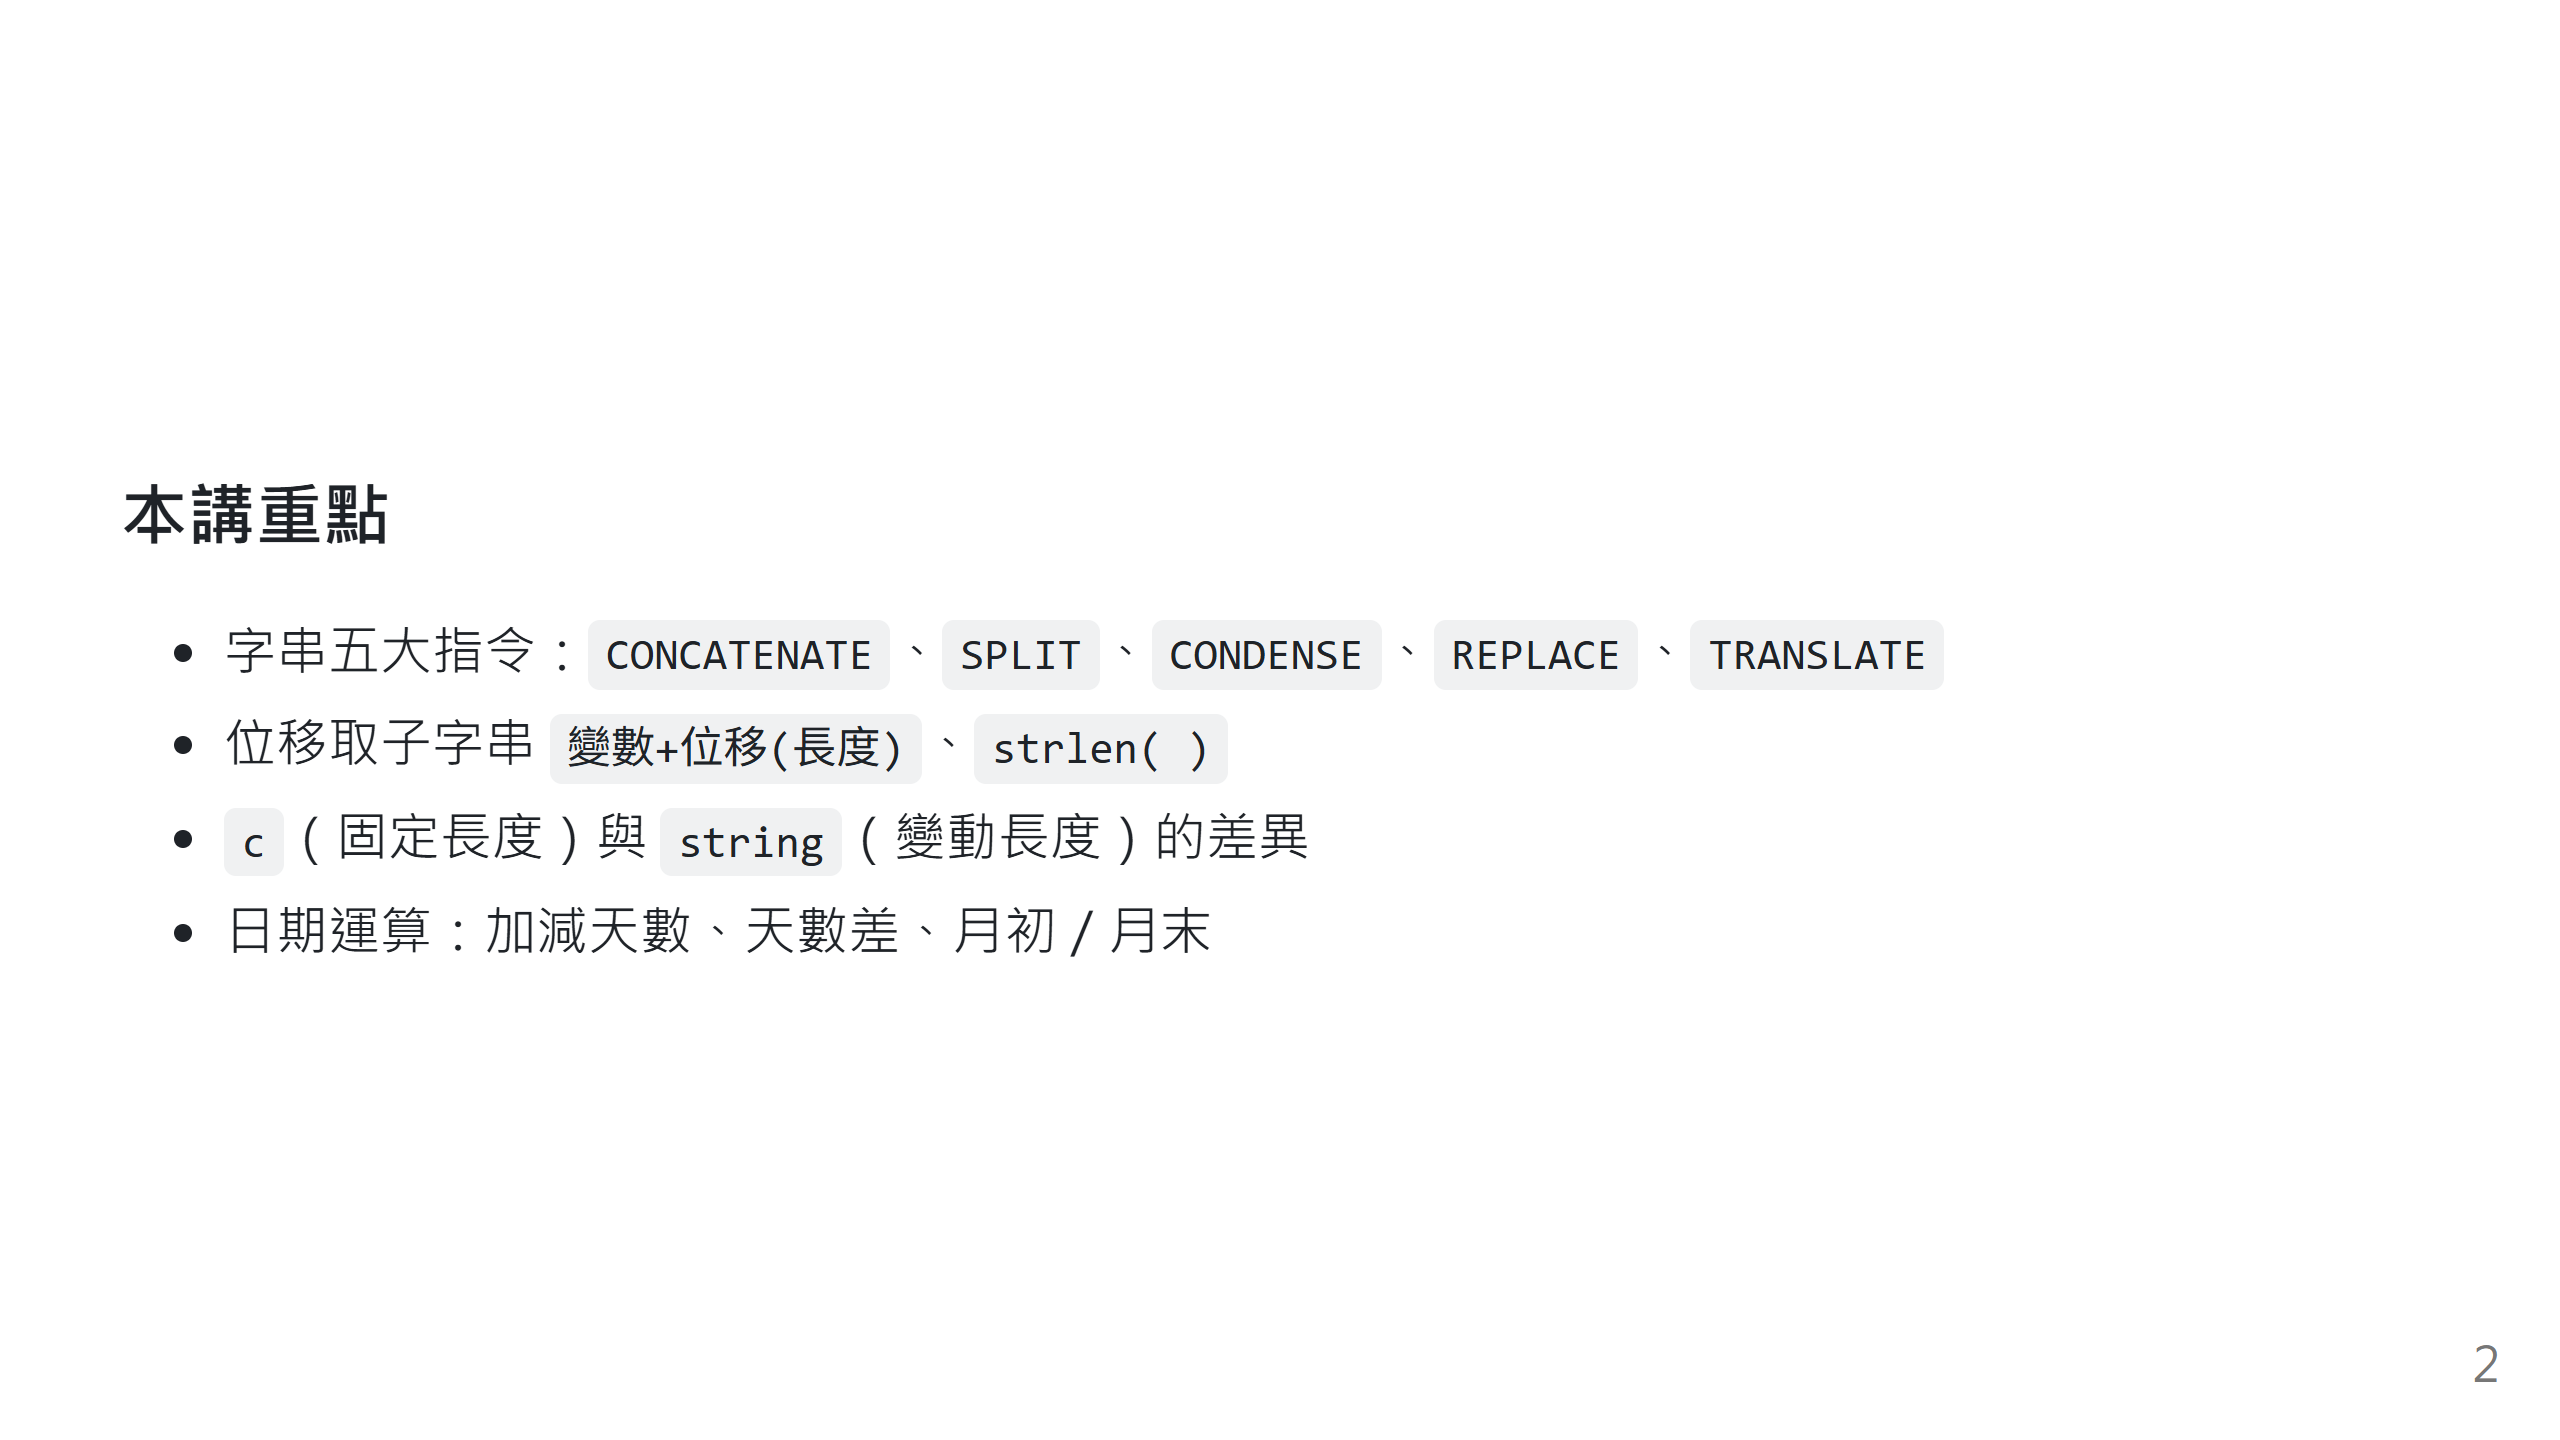 本講重點
• 字串五大指令：CONCATENATE、SPLIT、CONDENSE、REPLACE、TRANSLATE
• 位移取子字串 變數+位移(長度)、strlen( )
• c（固定長度）與 string（變動長度）的差異
• 日期運算：加減天數、天數差、月初 / 月末
2